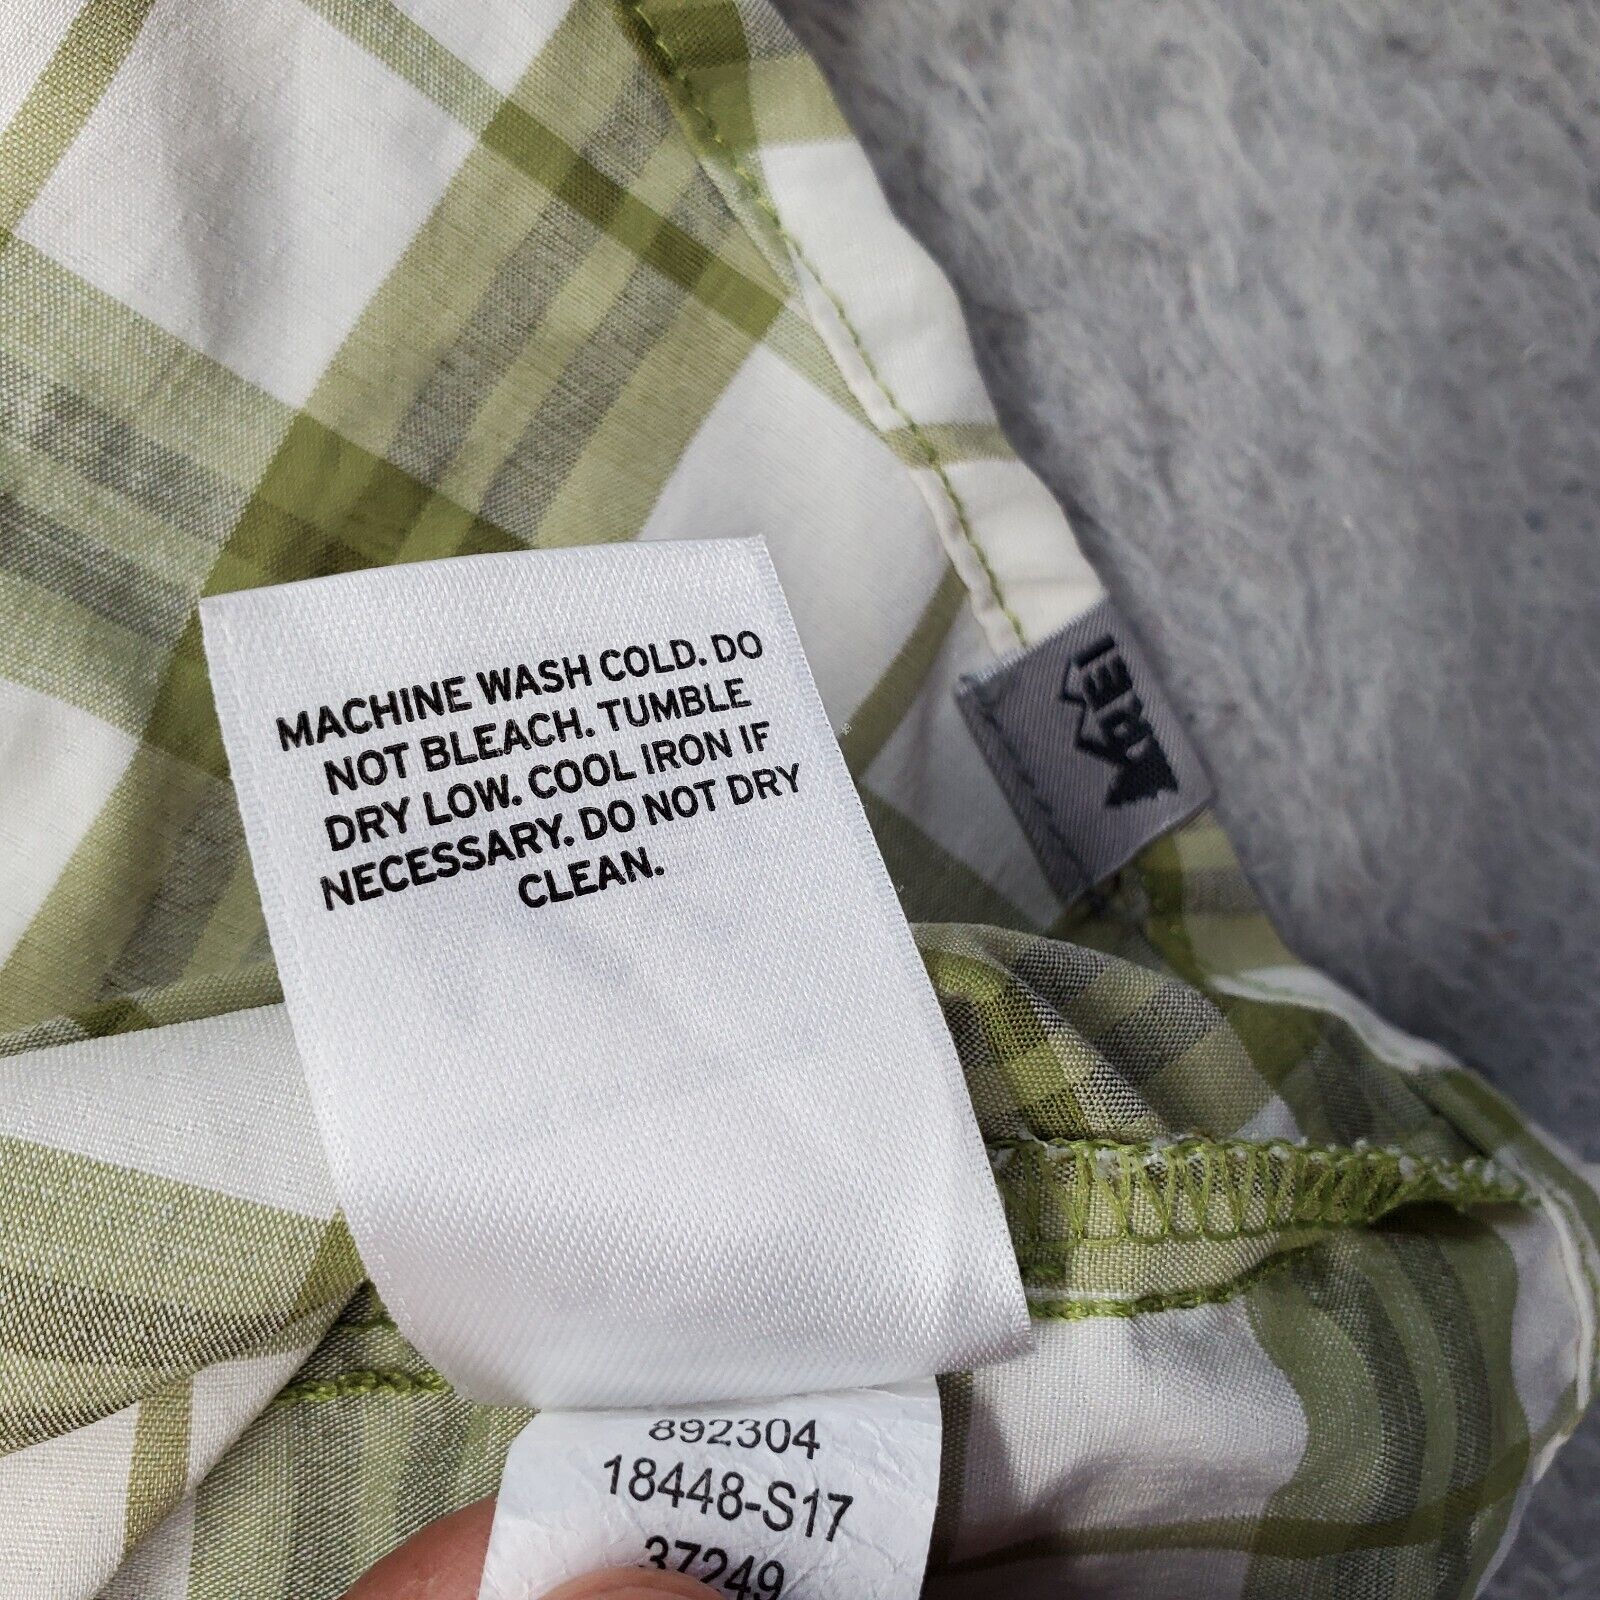 MACHINE WASH COLD. DO
NOT BLEACH. TUMBLE
DRY LOW. COOL IRON IF
NECESSARY. DO NOT DRY
CLEAN.
892304
18448-S17
37249